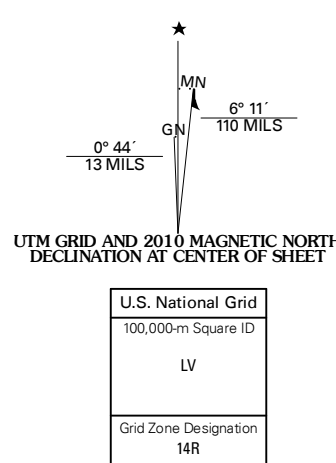 MN
6° 11´
110 MILS
GN
0° 44´
13 MILS
UTM GRID AND 2010 MAGNETIC NORTH
DECLINATION AT CENTER OF SHEET
U.S. National Grid
100,000-m Square ID
LV
Grid Zone Designation
14R